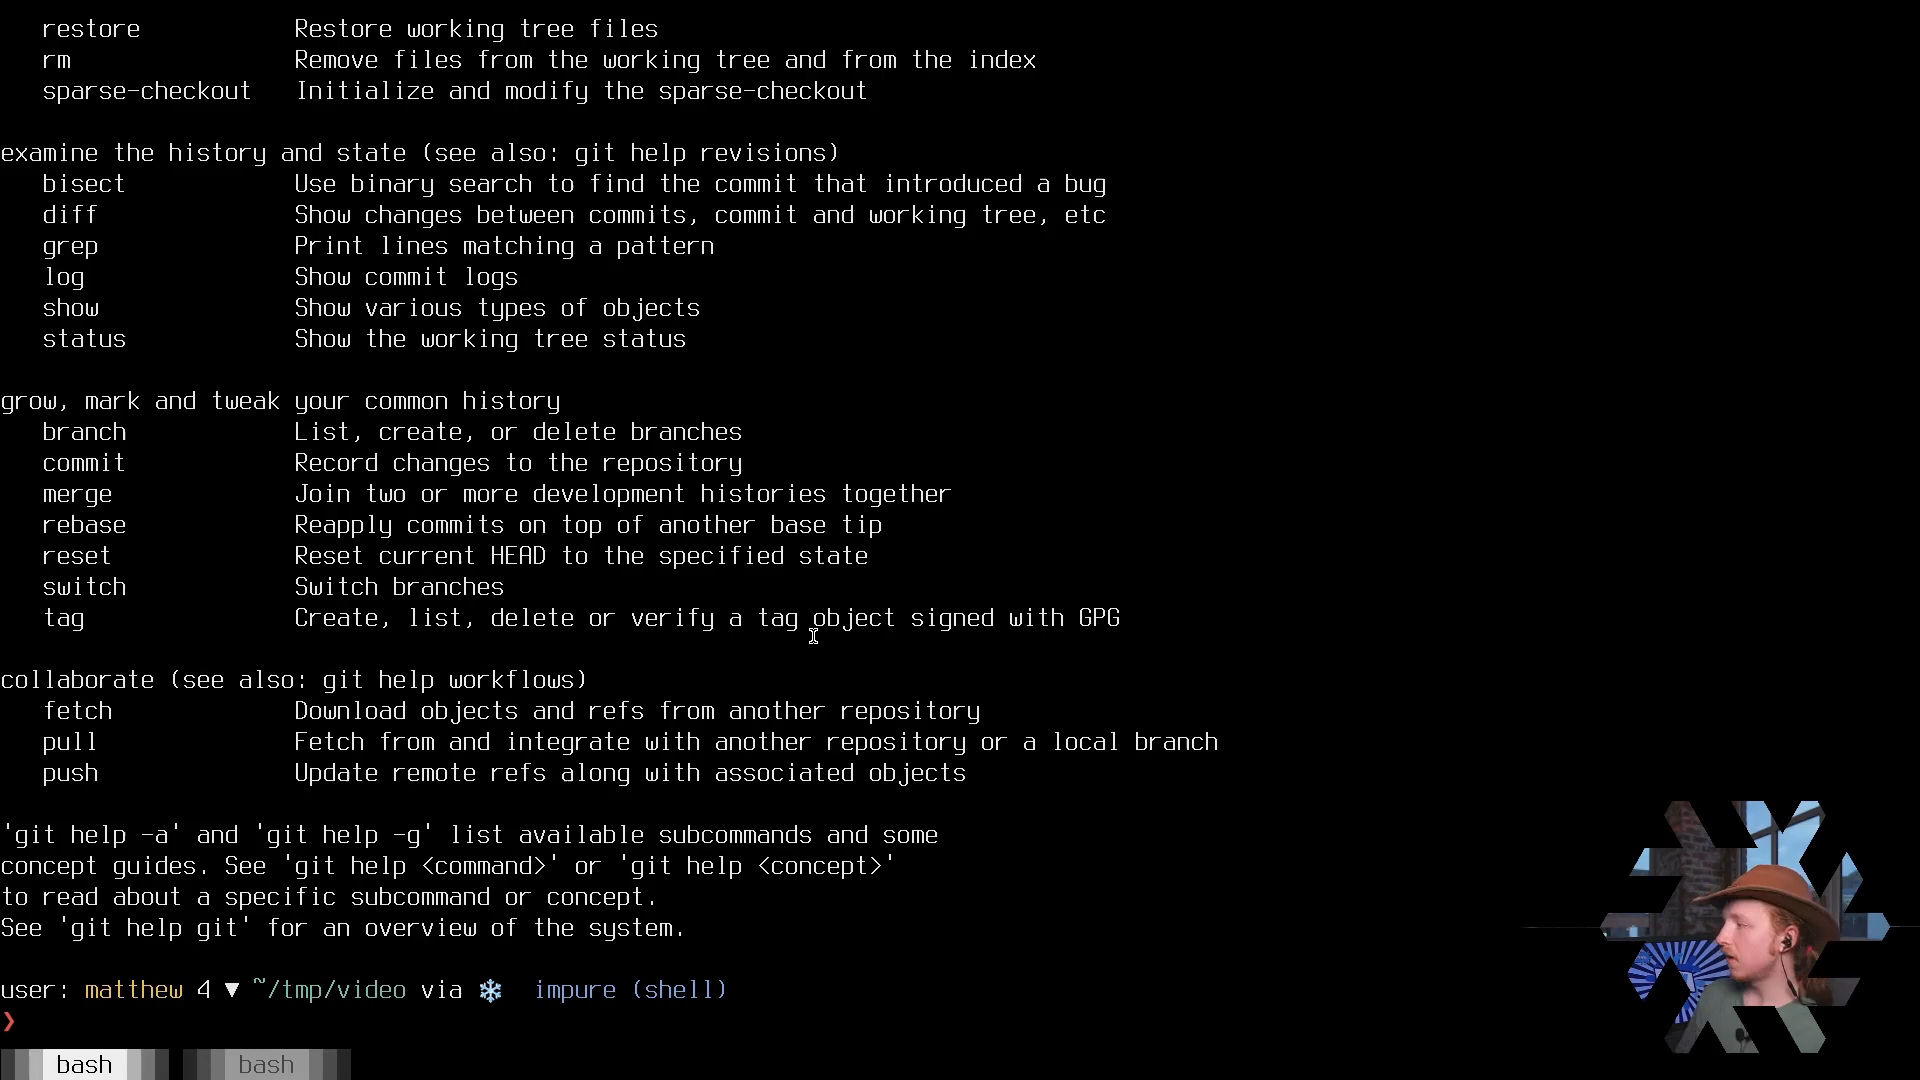 restore Restore working tree files
rm Remove files from the working tree and from the index
sparse-checkout Initialize and modify the sparse-checkout
examine the history and state (see also: git help revisions)
bisect Use binary search to find the commit that introduced a bug
diff Show changes between commits, commit and working tree, etc
grep Print lines matching a pattern
log Show commit logs
show Show various types of objects
status Show the working tree status
grow, mark and tweak your common history
branch List, create, or delete branches
commit Record changes to the repository
merge Join two or more development histories together
rebase Reapply commits on top of another base tip
reset Reset current HEAD to the specified state
switch Switch branches
tag Create, list, delete or verify a tag object signed with GPG
collaborate (see also: git help workflows)
fetch Download objects and refs from another repository
pull Fetch from and integrate with another repository or a local branch
push Update remote refs along with associated objects
'git help -a' and 'git help -g' list available subcommands and some
concept guides. See 'git help <command>' or 'git help <concept>'
to read about a specific subcommand or concept.
See 'git help git' for an overview of the system.
user: matthew 4 ▼ ~/tmp/video via ❄ impure (shell)
❯
bash bash